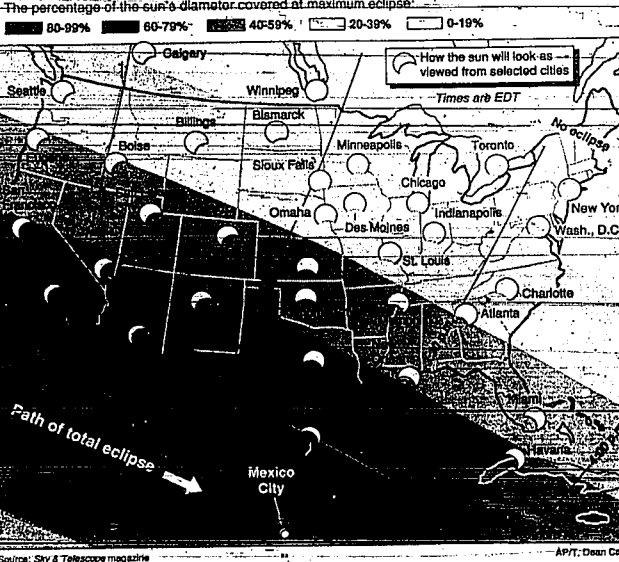 The percentage of the sun's diameter covered at maximum eclipse:
80-99% 60-79% 40-59% 20-39% 0-19%
How the sun will look as
viewed from selected cities
Times are EDT
Calgary
Seattle
Winnipeg
No eclipse
Billings
Bismarck
Boise
Minneapolis
Toronto
Sioux Falls
Chicago
New Yor
Omaha
Indianapolis
Des Moines
Wash., D.C
St. Louis
Charlotte
Atlanta
Miami
Havana
Path of total eclipse
Mexico
City
Source: Sky & Telescope magazine
AP/T. Dean Ca